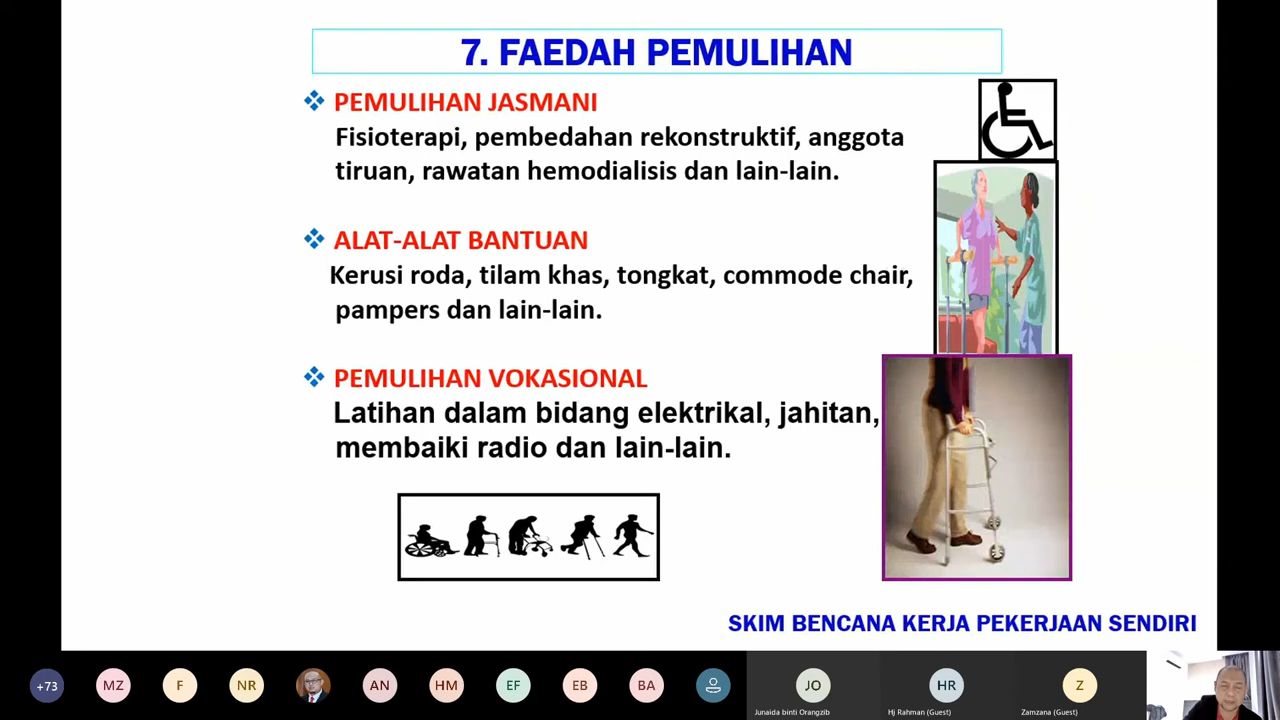 7. FAEDAH PEMULIHAN
PEMULIHAN JASMANI
Fisioterapi, pembedahan rekonstruktif, anggota
tiruan, rawatan hemodialisis dan lain-lain.
ALAT-ALAT BANTUAN
Kerusi roda, tilam khas, tongkat, commode chair,
pampers dan lain-lain.
PEMULIHAN VOKASIONAL
Latihan dalam bidang elektrikal, jahitan,
membaiki radio dan lain-lain.
SKIM BENCANA KERJA PEKERJAAN SENDIRI
+73
MZ
F
NR
AN
HM
EF
EB
BA
JO
HR
Z
Junaida binti Orangzib
Hj Rahman (Guest)
Zamzana (Guest)